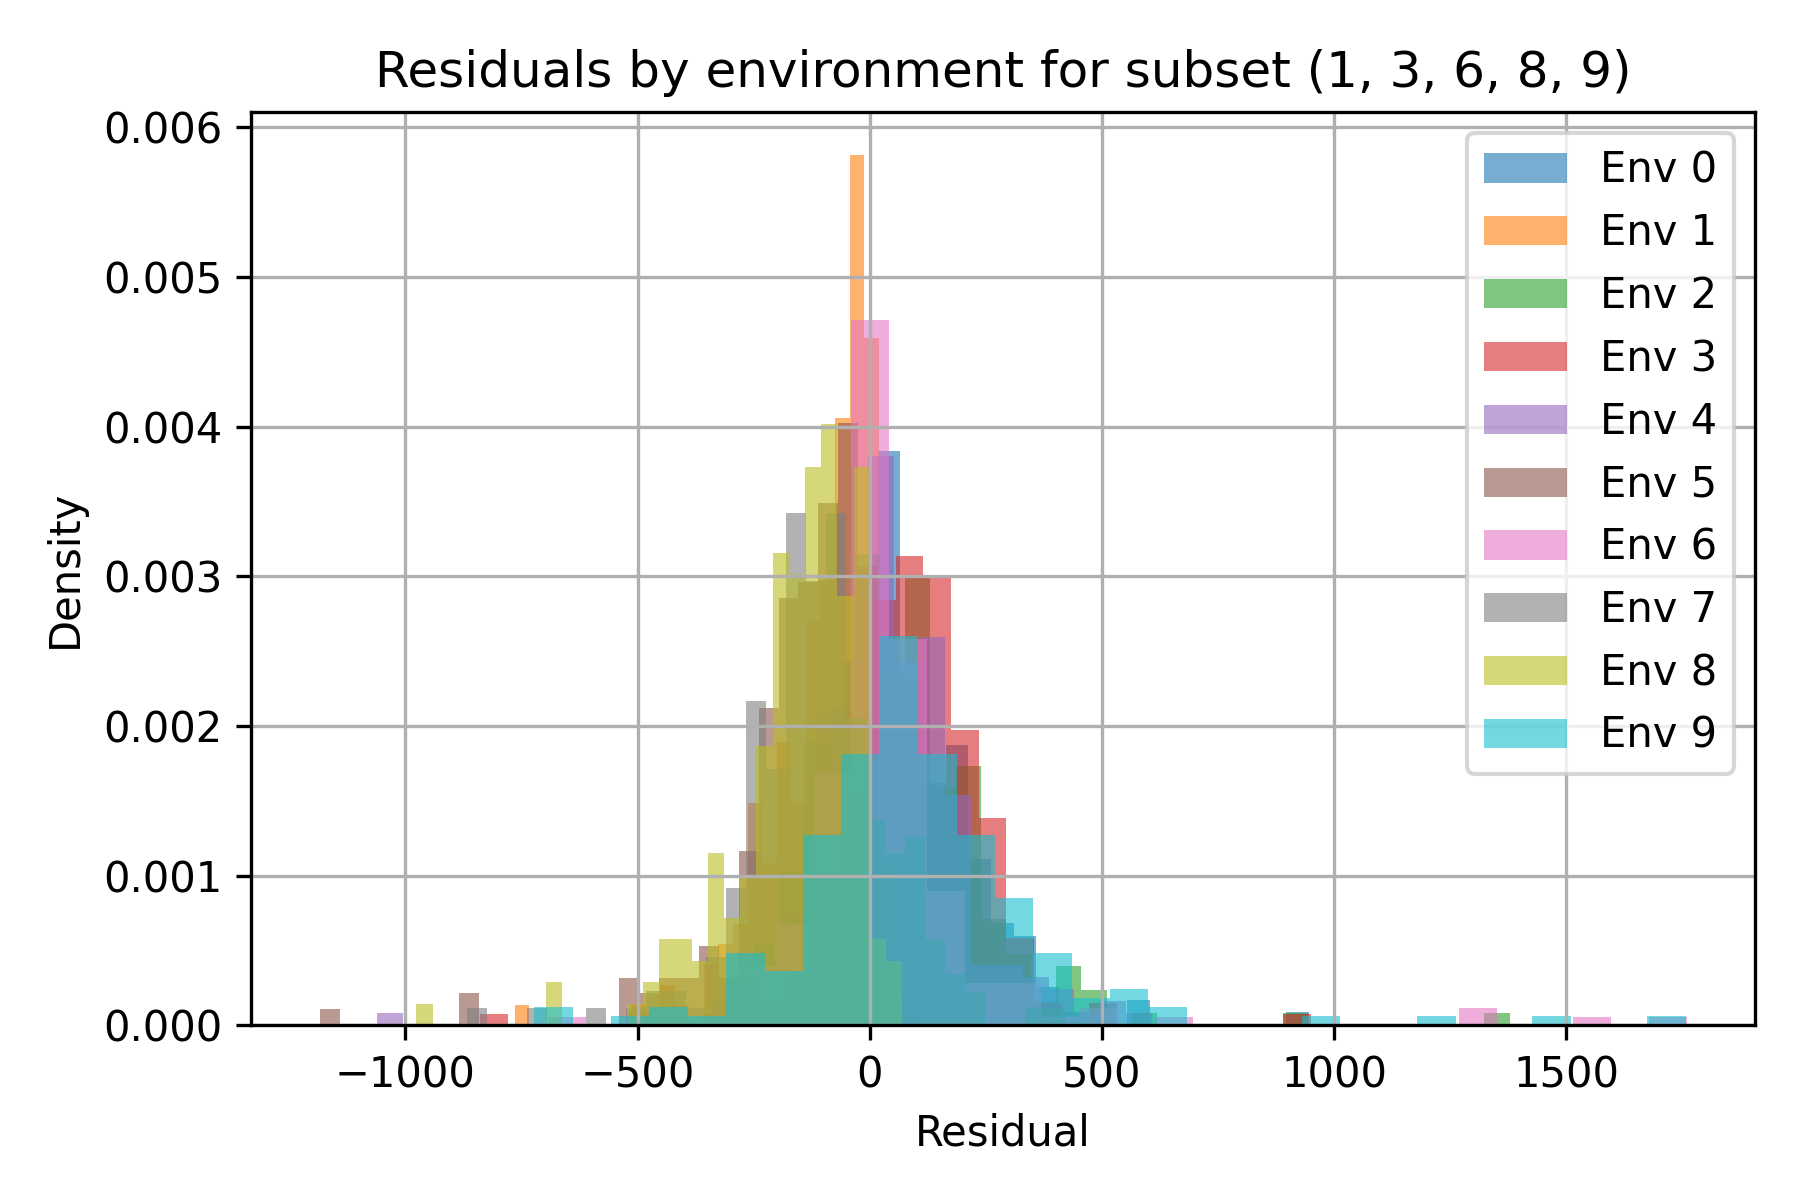 Residuals by environment for subset (1, 3, 6, 8, 9)
0.006
0.005
0.004
0.003
0.002
0.001
0.000
Density
−1000
−500
0
500
1000
1500
Residual
Env 0
Env 1
Env 2
Env 3
Env 4
Env 5
Env 6
Env 7
Env 8
Env 9